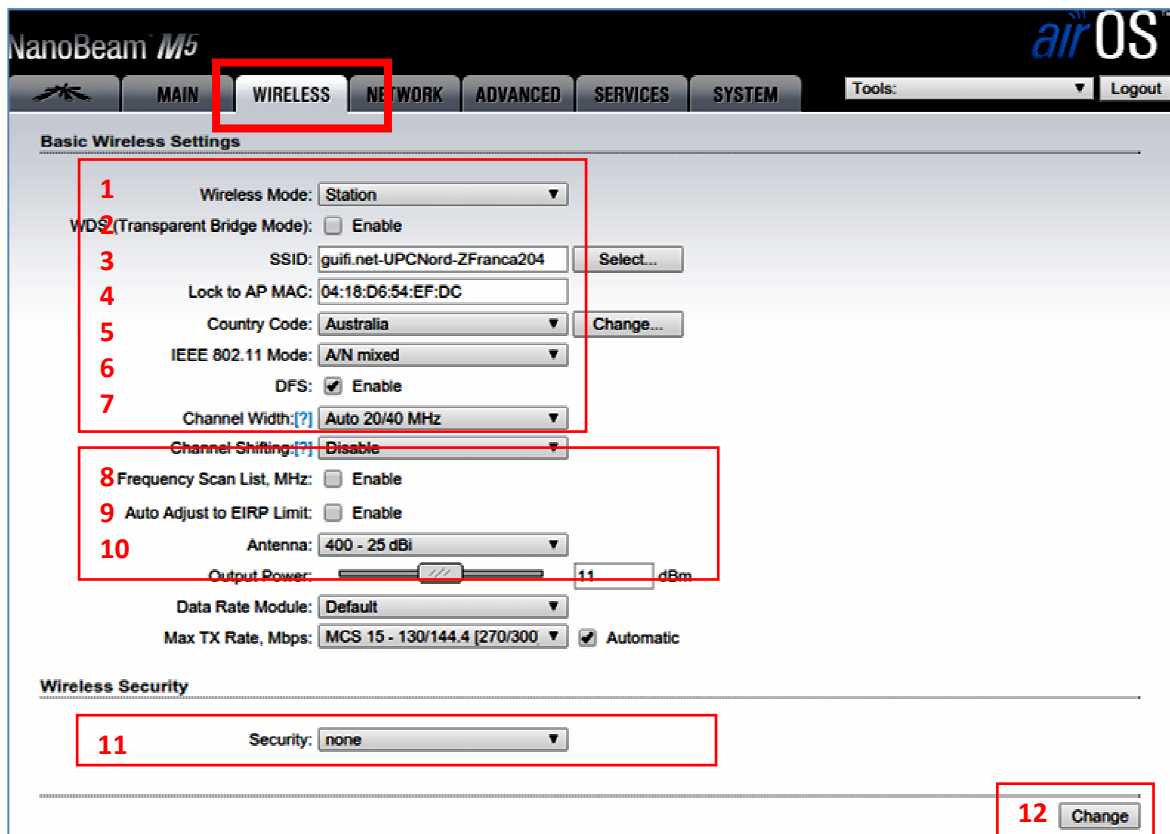 NanoBeam M5 airOS
MAIN WIRELESS NETWORK ADVANCED SERVICES SYSTEM Tools: Logout
Basic Wireless Settings
1 Wireless Mode: Station
2 WDS (Transparent Bridge Mode): Enable
3 SSID: guifi.net-UPCNord-ZFranca204 Select...
4 Lock to AP MAC: 04:18:D6:54:EF:DC
5 Country Code: Australia Change...
6 IEEE 802.11 Mode: A/N mixed
DFS: Enable
7 Channel Width:[?] Auto 20/40 MHz
Channel Shifting:[?] Disable
8 Frequency Scan List, MHz: Enable
9 Auto Adjust to EIRP Limit: Enable
10 Antenna: 400 - 25 dBi
Output Power: 11 dBm
Data Rate Module: Default
Max TX Rate, Mbps: MCS 15 - 130/144.4 [270/300] Automatic
Wireless Security
11 Security: none
12 Change